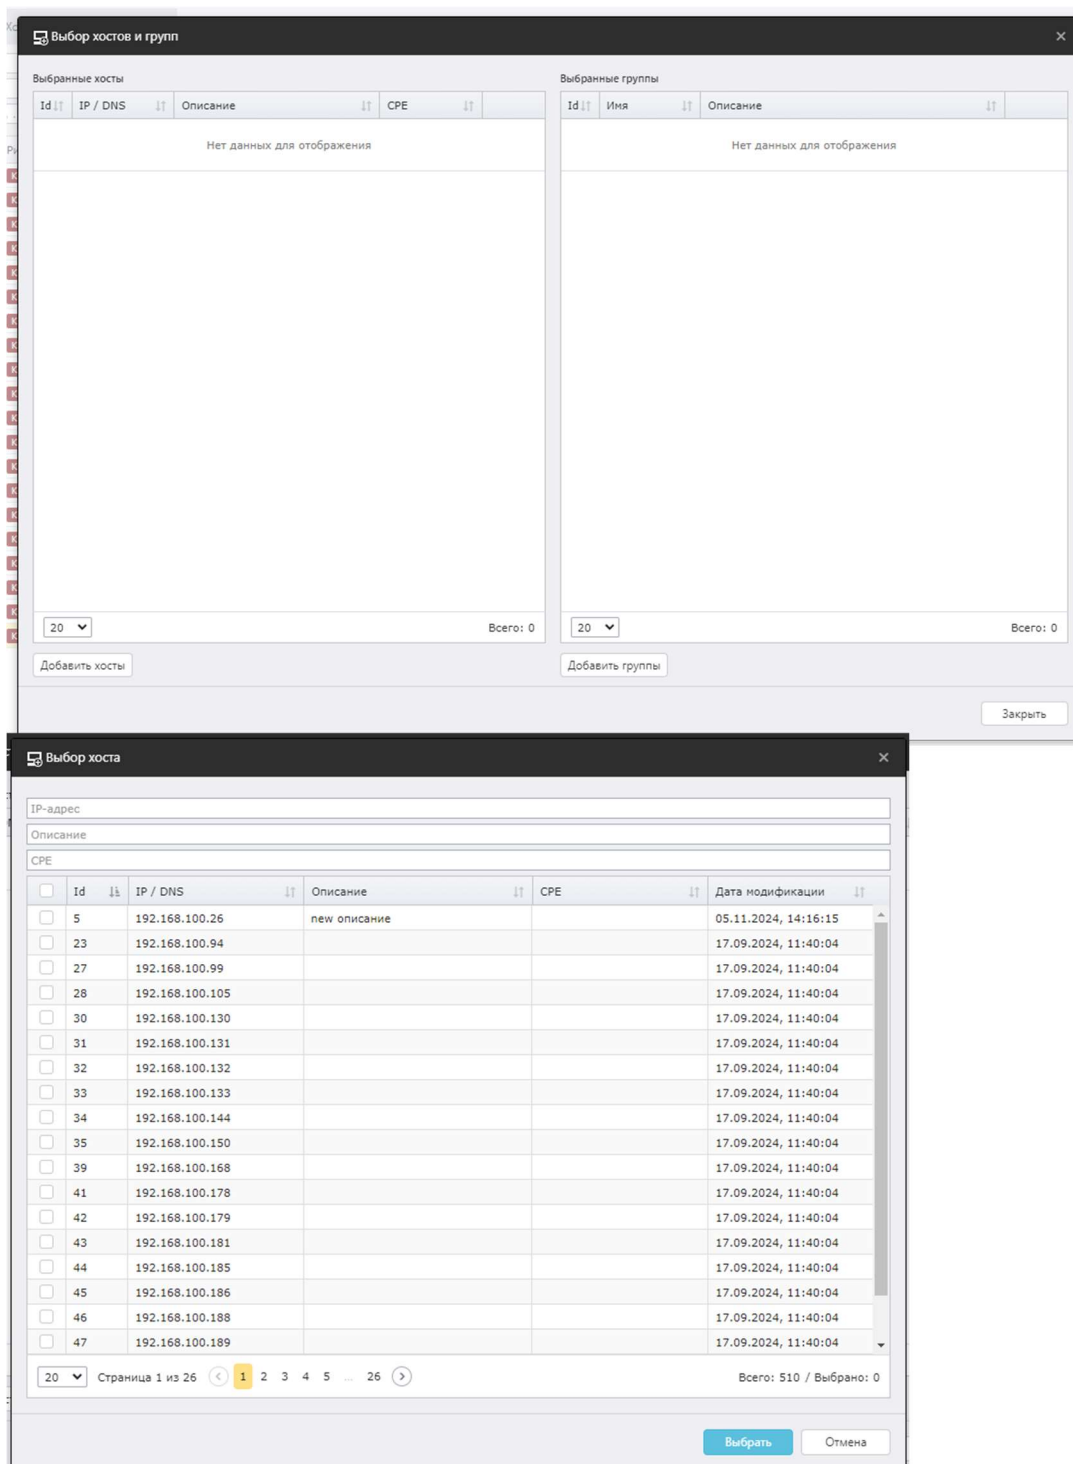 Выбор хостов и групп
Выбранные хосты
Выбранные группы
Id IP / DNS Описание CPE
Id Имя Описание
Нет данных для отображения
Нет данных для отображения
20 Всего: 0
20 Всего: 0
Добавить хосты
Добавить группы
Закрыть
Выбор хоста
IP-адрес
Описание
CPE
Id IP / DNS Описание CPE Дата модификации
5 192.168.100.26 new описание 05.11.2024, 14:16:15
23 192.168.100.94 17.09.2024, 11:40:04
27 192.168.100.99 17.09.2024, 11:40:04
28 192.168.100.105 17.09.2024, 11:40:04
30 192.168.100.130 17.09.2024, 11:40:04
31 192.168.100.131 17.09.2024, 11:40:04
32 192.168.100.132 17.09.2024, 11:40:04
33 192.168.100.133 17.09.2024, 11:40:04
34 192.168.100.144 17.09.2024, 11:40:04
35 192.168.100.150 17.09.2024, 11:40:04
39 192.168.100.168 17.09.2024, 11:40:04
41 192.168.100.178 17.09.2024, 11:40:04
42 192.168.100.179 17.09.2024, 11:40:04
43 192.168.100.181 17.09.2024, 11:40:04
44 192.168.100.185 17.09.2024, 11:40:04
45 192.168.100.186 17.09.2024, 11:40:04
46 192.168.100.188 17.09.2024, 11:40:04
47 192.168.100.189 17.09.2024, 11:40:04
20 Страница 1 из 26 1 2 3 4 5 ... 26 Всего: 510 / Выбрано: 0
Выбрать Отмена